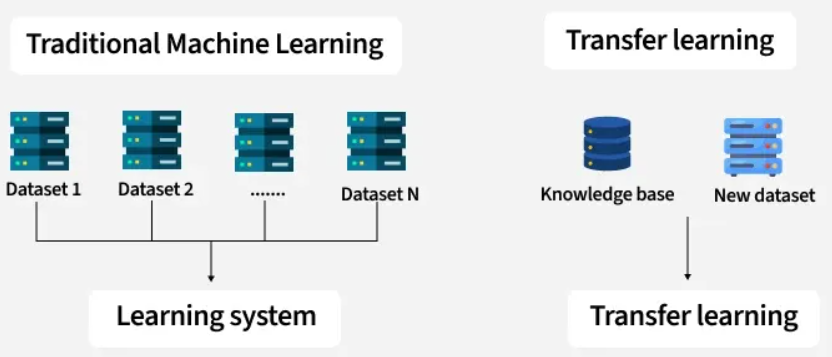 Traditional Machine Learning
Transfer learning
Dataset 1
Dataset 2
.......
Dataset N
Knowledge base
New dataset
Learning system
Transfer learning